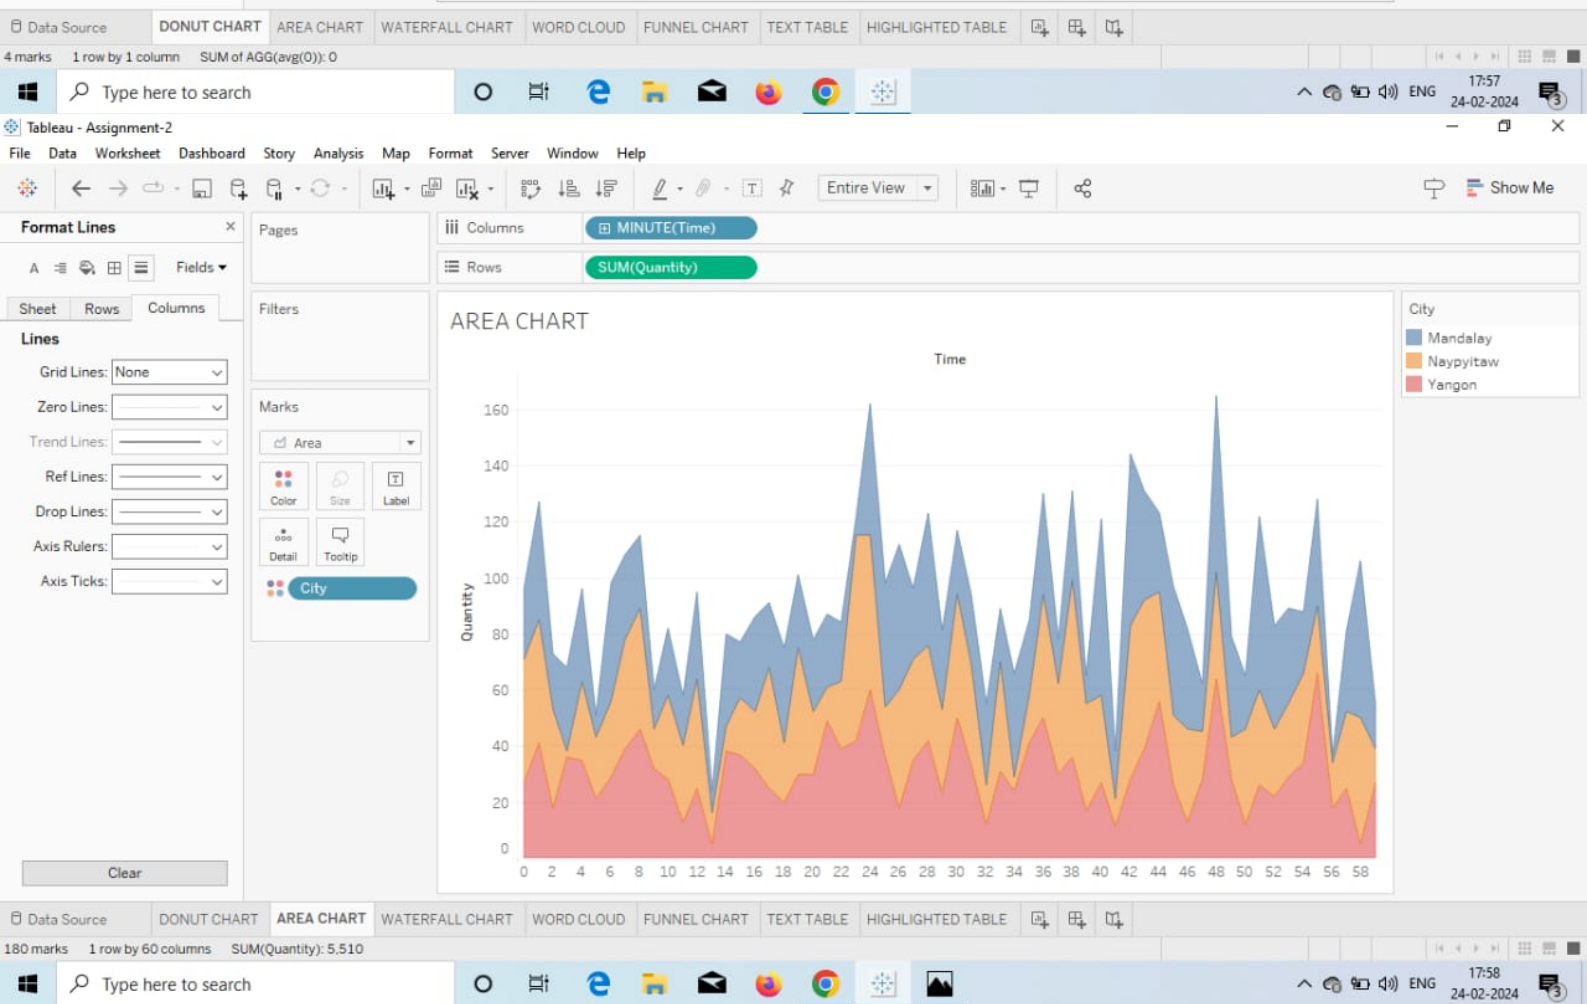 Data Source DONUT CHART AREA CHART WATERFALL CHART WORD CLOUD FUNNEL CHART TEXT TABLE HIGHLIGHTED TABLE
4 marks 1 row by 1 column SUM of AGG(avg(0)): 0
Type here to search ENG 17:57
24-02-2024 3
Tableau - Assignment-2
File Data Worksheet Dashboard Story Analysis Map Format Server Window Help
Entire View Show Me
Format Lines
Fields
Sheet Rows Columns
Lines
Grid Lines: None
Zero Lines:
Trend Lines:
Ref Lines:
Drop Lines:
Axis Rulers:
Axis Ticks:
Clear
Pages
Filters
Marks
Area
Color Size Label
Detail Tooltip
City
Columns MINUTE(Time)
Rows SUM(Quantity)
AREA CHART
Time
Quantity
160
140
120
100
80
60
40
20
0
0 2 4 6 8 10 12 14 16 18 20 22 24 26 28 30 32 34 36 38 40 42 44 46 48 50 52 54 56 58
City
Mandalay
Naypyitaw
Yangon
Data Source DONUT CHART AREA CHART WATERFALL CHART WORD CLOUD FUNNEL CHART TEXT TABLE HIGHLIGHTED TABLE
180 marks 1 row by 60 columns SUM(Quantity): 5,510
Type here to search ENG 17:58
24-02-2024 3